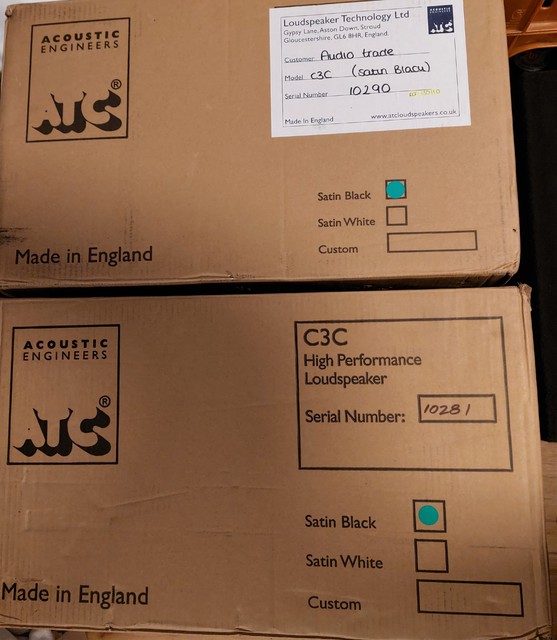 ACOUSTIC
ENGINEERS
ATC®
Loudspeaker Technology Ltd
Gypsy Lane, Aston Down, Stroud
Gloucestershire, GL6 8HR, England.
ACOUSTIC
ENGINEERS
ATC
Customer Audio trade
Model C3C (Satin Black)
Serial Number 10290
Made in England www.atcloudspeakers.co.uk
Satin Black
Satin White
Custom
Made in England
ACOUSTIC
ENGINEERS
ATC®
C3C
High Performance
Loudspeaker
Serial Number: 10281
Satin Black
Satin White
Custom
Made in England